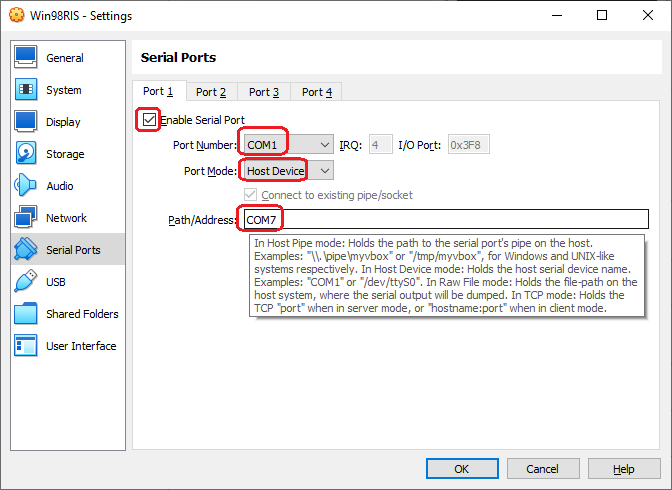 Win98RIS - Settings
General
System
Display
Storage
Audio
Network
Serial Ports
USB
Shared Folders
User Interface
Serial Ports
Port 1 Port 2 Port 3 Port 4
Enable Serial Port
Port Number: COM1 IRQ: 4 I/O Port: 0x3F8
Port Mode: Host Device
Connect to existing pipe/socket
Path/Address: COM7
In Host Pipe mode: Holds the path to the serial port's pipe on the host.
Examples: "\\.\pipe\myvbox" or "/tmp/myvbox", for Windows and UNIX-like
systems respectively. In Host Device mode: Holds the host serial device name.
Examples: "COM1" or "/dev/ttyS0". In Raw File mode: Holds the file-path on the
host system, where the serial output will be dumped. In TCP mode: Holds the
TCP "port" when in server mode, or "hostname:port" when in client mode.
OK Cancel Help